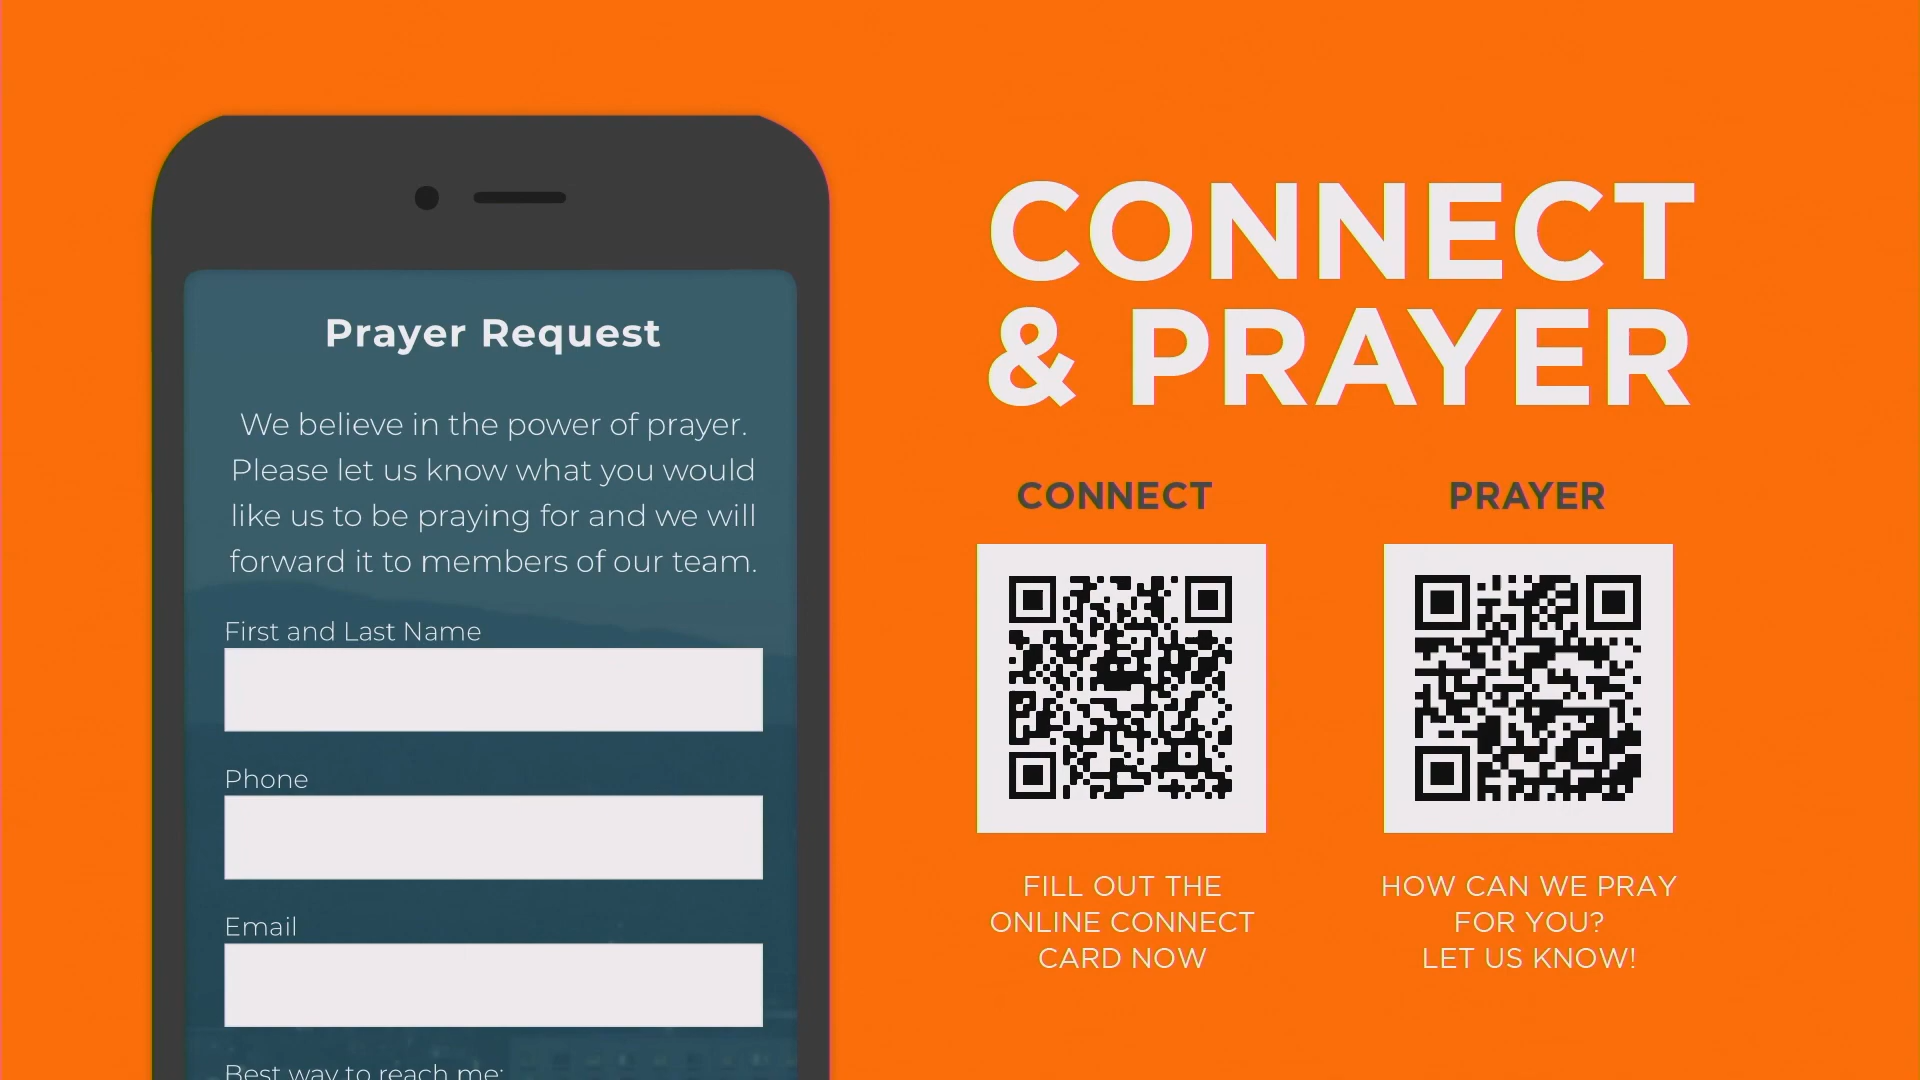 Prayer Request
We believe in the power of prayer.
Please let us know what you would
like us to be praying for and we will
forward it to members of our team.
First and Last Name
Phone
Email
Best way to reach me:
CONNECT
& PRAYER
CONNECT
FILL OUT THE
ONLINE CONNECT
CARD NOW
PRAYER
HOW CAN WE PRAY
FOR YOU?
LET US KNOW!